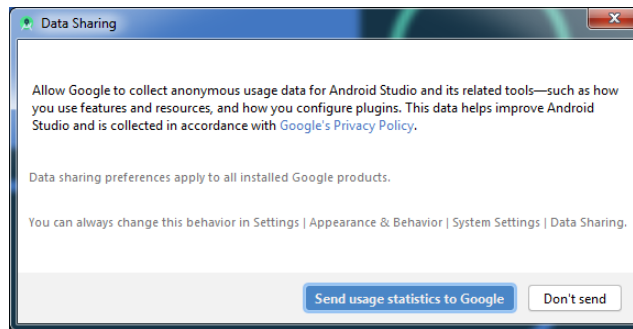 Data Sharing
Allow Google to collect anonymous usage data for Android Studio and its related tools—such as how
you use features and resources, and how you configure plugins. This data helps improve Android
Studio and is collected in accordance with Google's Privacy Policy.
Data sharing preferences apply to all installed Google products.
You can always change this behavior in Settings | Appearance & Behavior | System Settings | Data Sharing.
Send usage statistics to Google Don't send